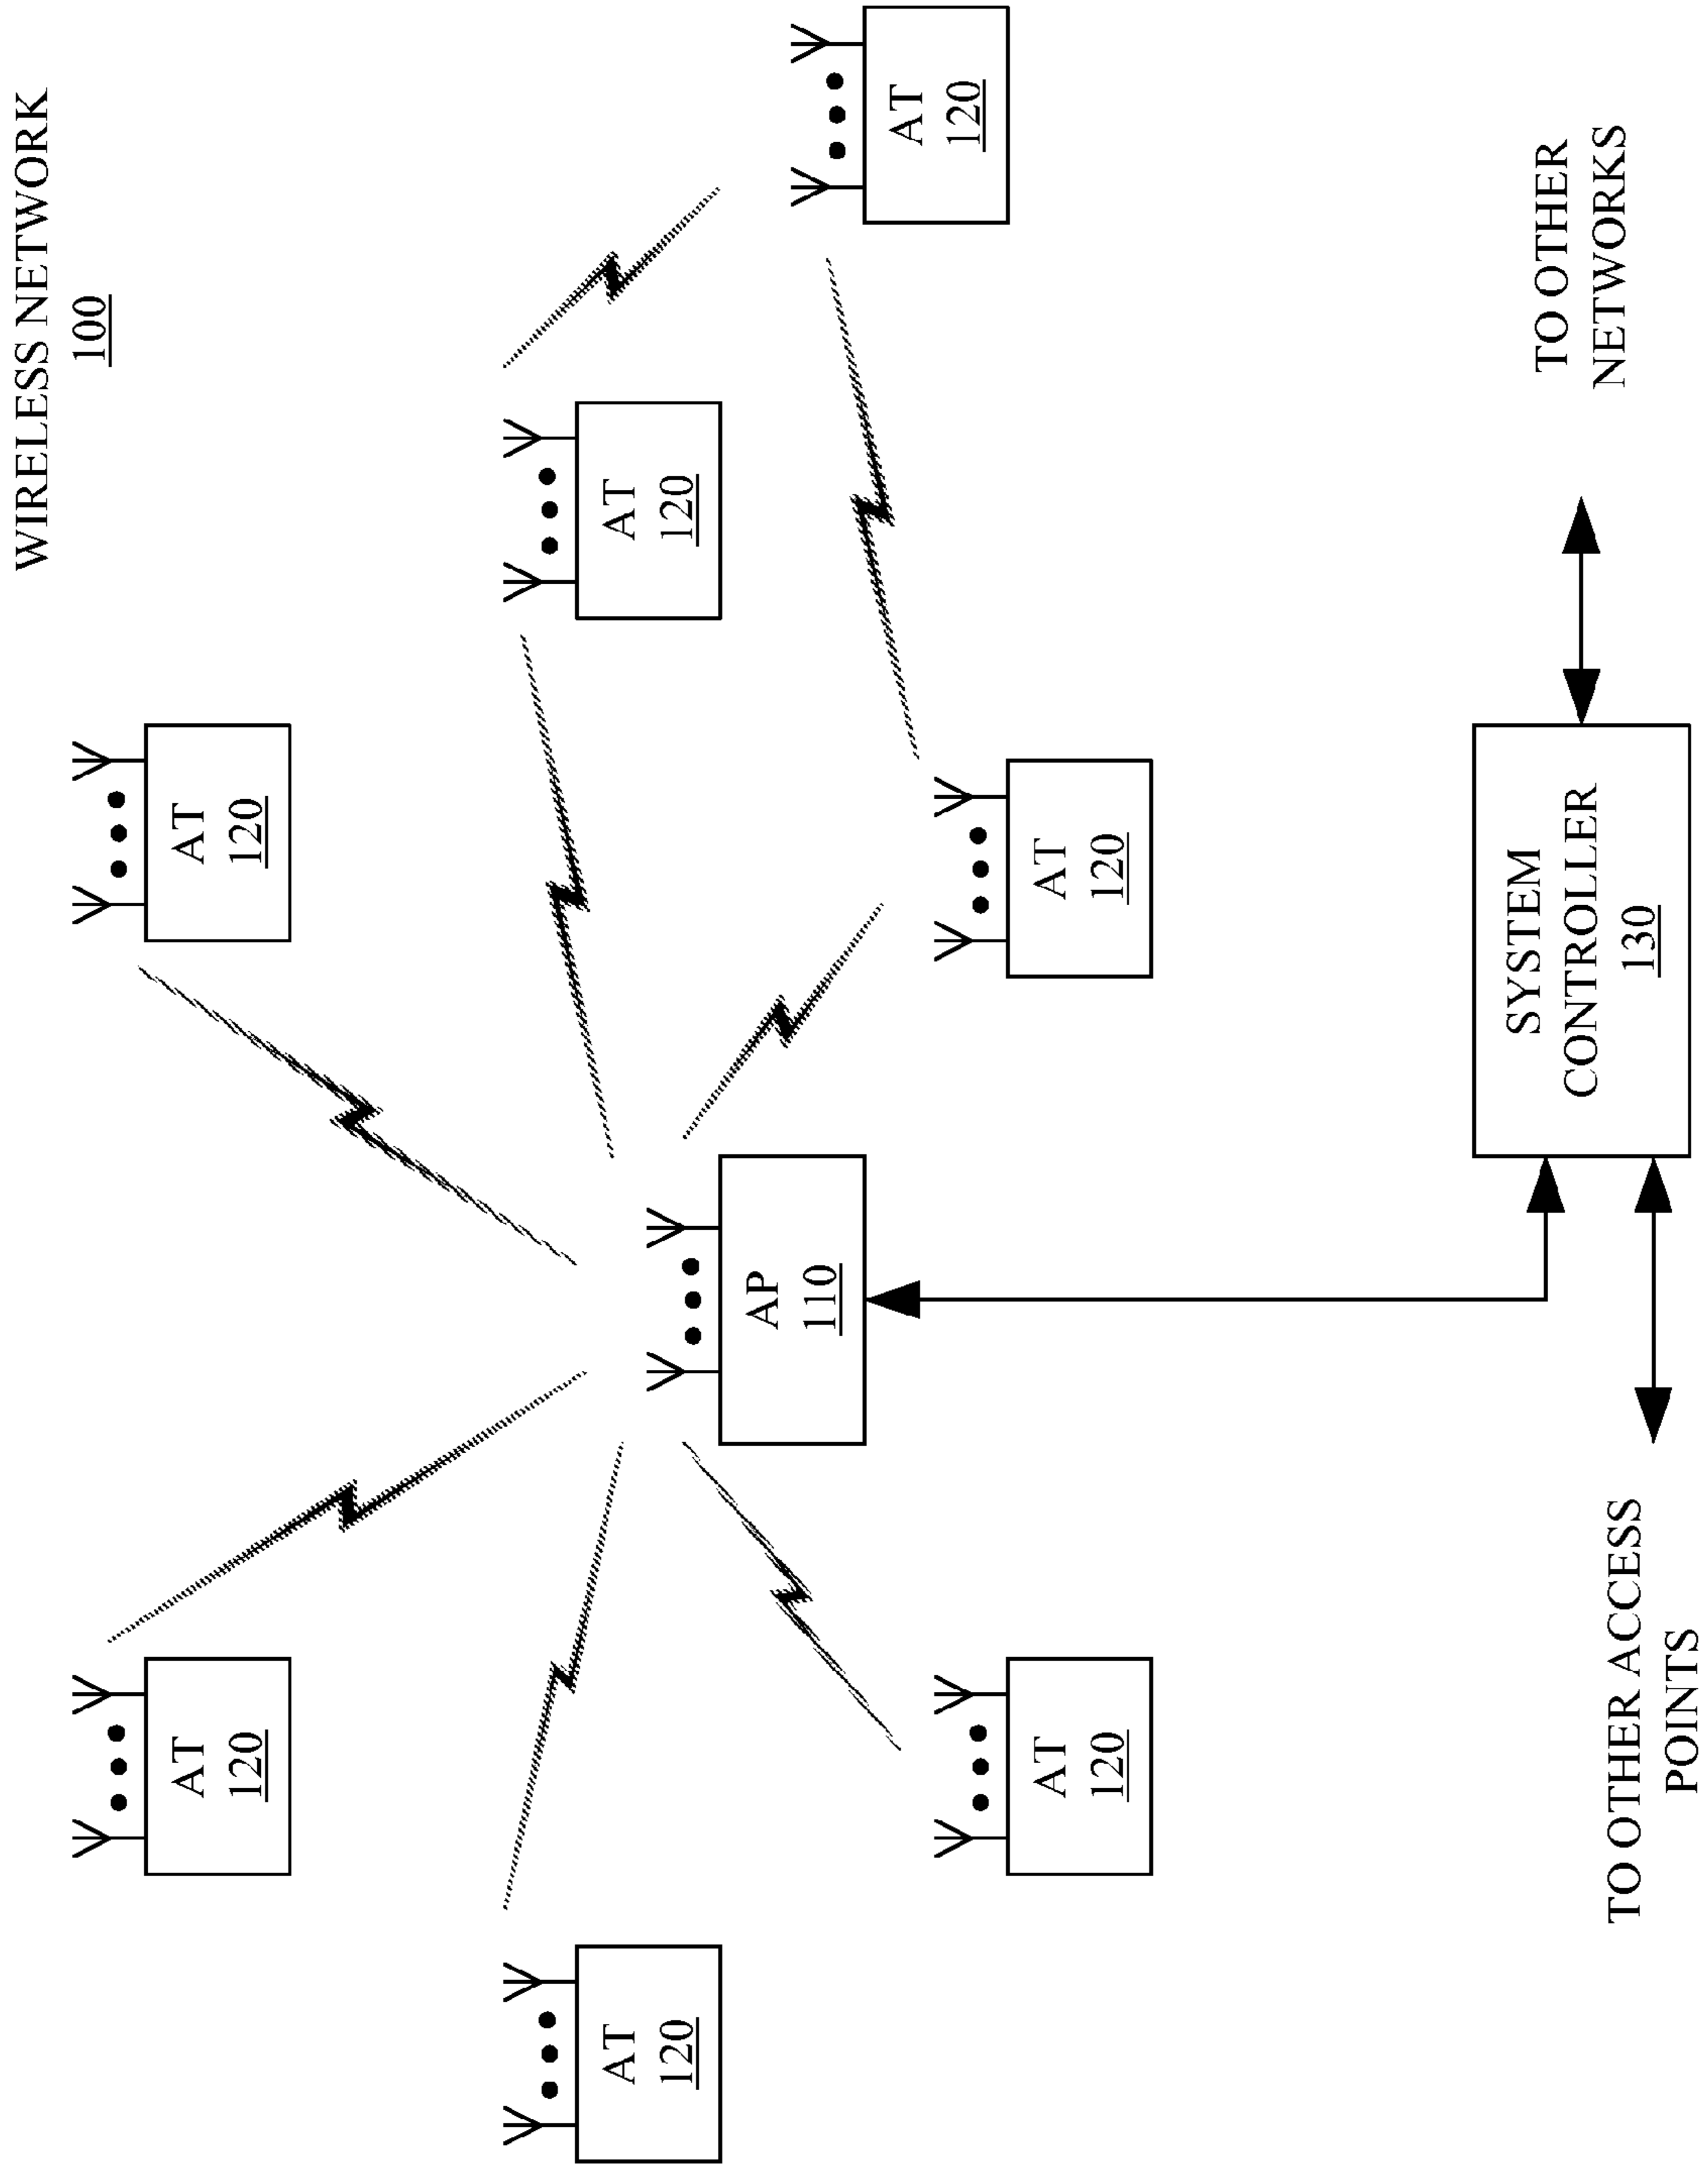 WIRELESS NETWORK
100
AT
120
AT
120
AT
120
AT
120
AP
110
AT
120
AT
120
AT
120
SYSTEM
CONTROLLER
130
TO OTHER
NETWORKS
TO OTHER ACCESS
POINTS